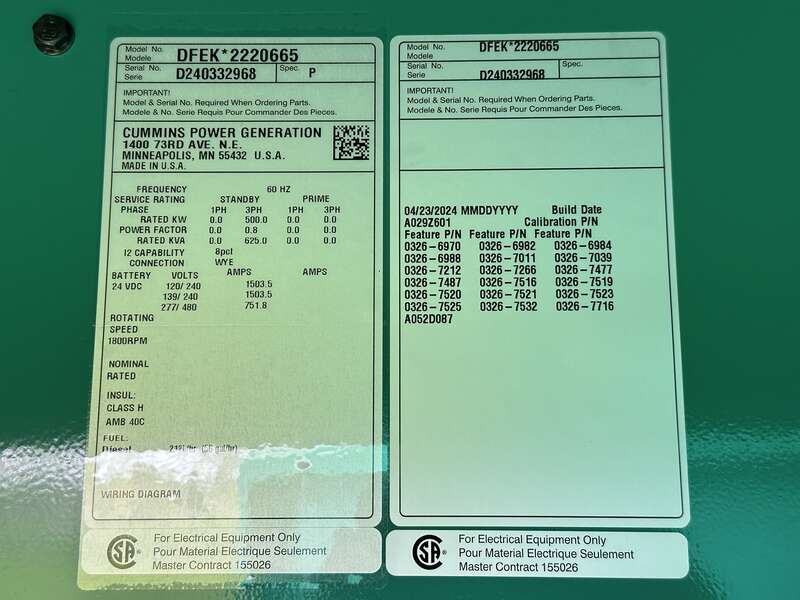 Model No. DFEK*2220665
Modele
Serial No. D240332968 Spec. P
Serie
IMPORTANT!
Model & Serial No. Required When Ordering Parts.
Modele & No. Serie Requis Pour Commander Des Pieces.
CUMMINS POWER GENERATION
1400 73RD AVE. N.E.
MINNEAPOLIS, MN 55432 U.S.A.
MADE IN U.S.A.
FREQUENCY 60 HZ
SERVICE RATING STANDBY PRIME
PHASE 1PH 3PH 1PH 3PH
RATED KW 0.0 500.0 0.0 0.0
POWER FACTOR 0.0 0.8 0.0 0.0
RATED KVA 0.0 625.0 0.0 0.0
I2 CAPABILITY 8pct
CONNECTION WYE
BATTERY VOLTS AMPS AMPS
24 VDC 120/240 1503.5
139/240 1503.5
277/480 751.8
ROTATING
SPEED
1800RPM
NOMINAL
RATED
INSUL:
CLASS H
AMB 40C
FUEL:
Diesel
WIRING DIAGRAM
CSA ®
For Electrical Equipment Only
Pour Material Electrique Seulement
Master Contract 155026
Model No. DFEK*2220665
Modele
Serial No. D240332968 Spec.
Serie
IMPORTANT!
Model & Serial No. Required When Ordering Parts.
Modele & No. Serie Requis Pour Commander Des Pieces.
04/23/2024 MMDDYYYY Build Date
A029Z601 Calibration P/N
Feature P/N Feature P/N Feature P/N
0326-6970 0326-6982 0326-6984
0326-6988 0326-7011 0326-7039
0326-7212 0326-7266 0326-7477
0326-7487 0326-7516 0326-7519
0326-7520 0326-7521 0326-7523
0326-7525 0326-7532 0326-7716
A052D087
CSA ®
For Electrical Equipment Only
Pour Material Electrique Seulement
Master Contract 155026